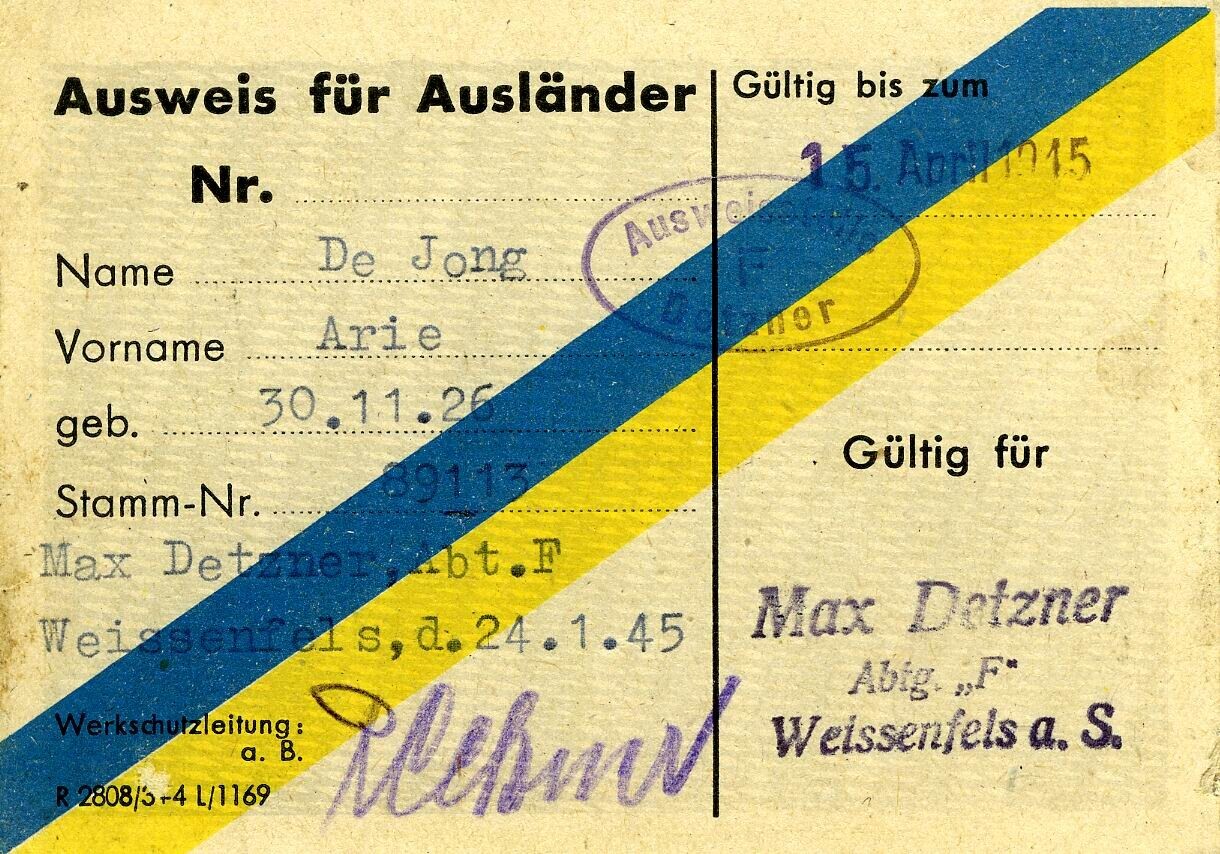 Ausweis für Ausländer
Nr.
Name De Jong
Vorname Arie
geb. 30.11.26
Stamm-Nr. 89113
Max Detzner, Abt.F
Weissenfels,d.24.1.45
Werkschutzleitung:
a. B.
R 2808/ L/1169
Gültig bis zum
15. April 1945
F
Detzner
Gültig für
Max Detzner
Abtg. „F"
Weissenfels a. S.